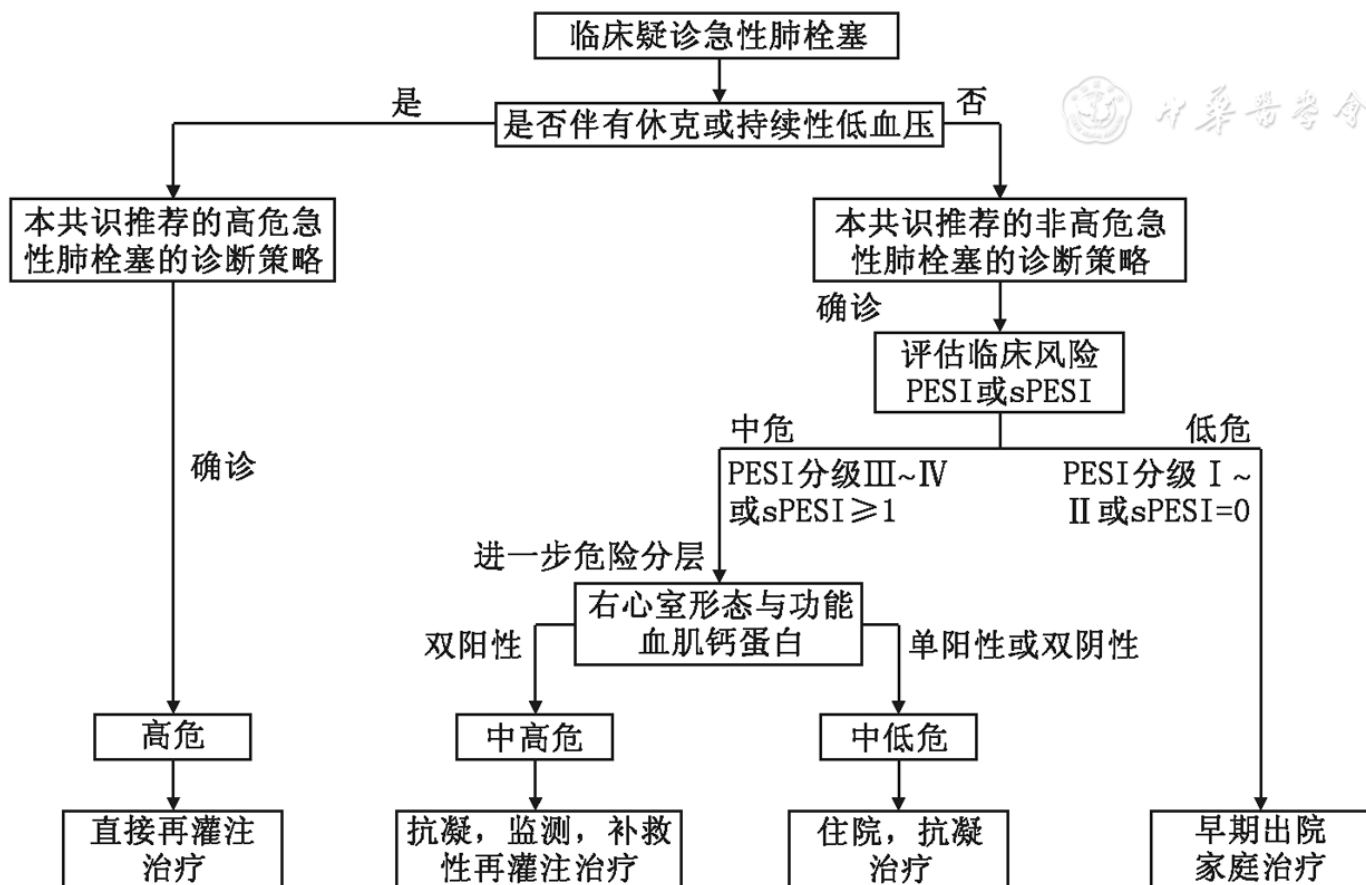 临床疑诊急性肺栓塞
中华医学会
是
否
是否伴有休克或持续性低血压
本共识推荐的高危急
性肺栓塞的诊断策略
本共识推荐的非高危急
性肺栓塞的诊断策略
确诊
评估临床风险
PESI或sPESI
中危
低危
确诊
PESI分级Ⅲ~Ⅳ
或sPESI≥1
PESI分级Ⅰ~
Ⅱ或sPESI=0
进一步危险分层
右心室形态与功能
血肌钙蛋白
双阳性
单阳性或双阴性
高危
中高危
中低危
直接再灌注
治疗
抗凝，监测，补救
性再灌注治疗
住院，抗凝
治疗
早期出院
家庭治疗